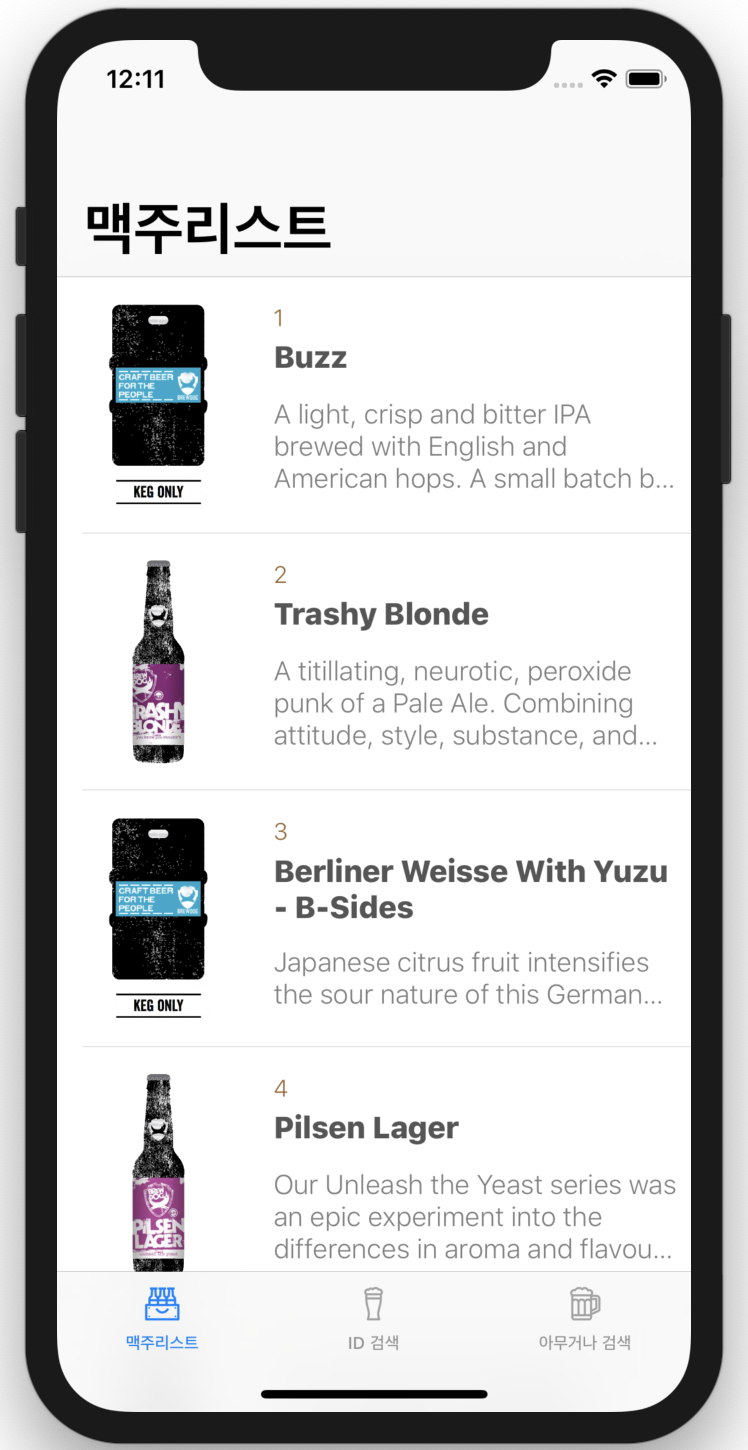 12:11
맥주리스트
CRAFT BEER
FOR THE
PEOPLE
BREWDOG
KEG ONLY
1
Buzz
A light, crisp and bitter IPA
brewed with English and
American hops. A small batch b...
TRASHY
BLONDE
2
Trashy Blonde
A titillating, neurotic, peroxide
punk of a Pale Ale. Combining
attitude, style, substance, and...
CRAFT BEER
FOR THE
PEOPLE
BREWDOG
KEG ONLY
3
Berliner Weisse With Yuzu
- B-Sides
Japanese citrus fruit intensifies
the sour nature of this German...
PILSEN
LAGER
4
Pilsen Lager
Our Unleash the Yeast series was
an epic experiment into the
differences in aroma and flavou...
맥주리스트
ID 검색
아무거나 검색